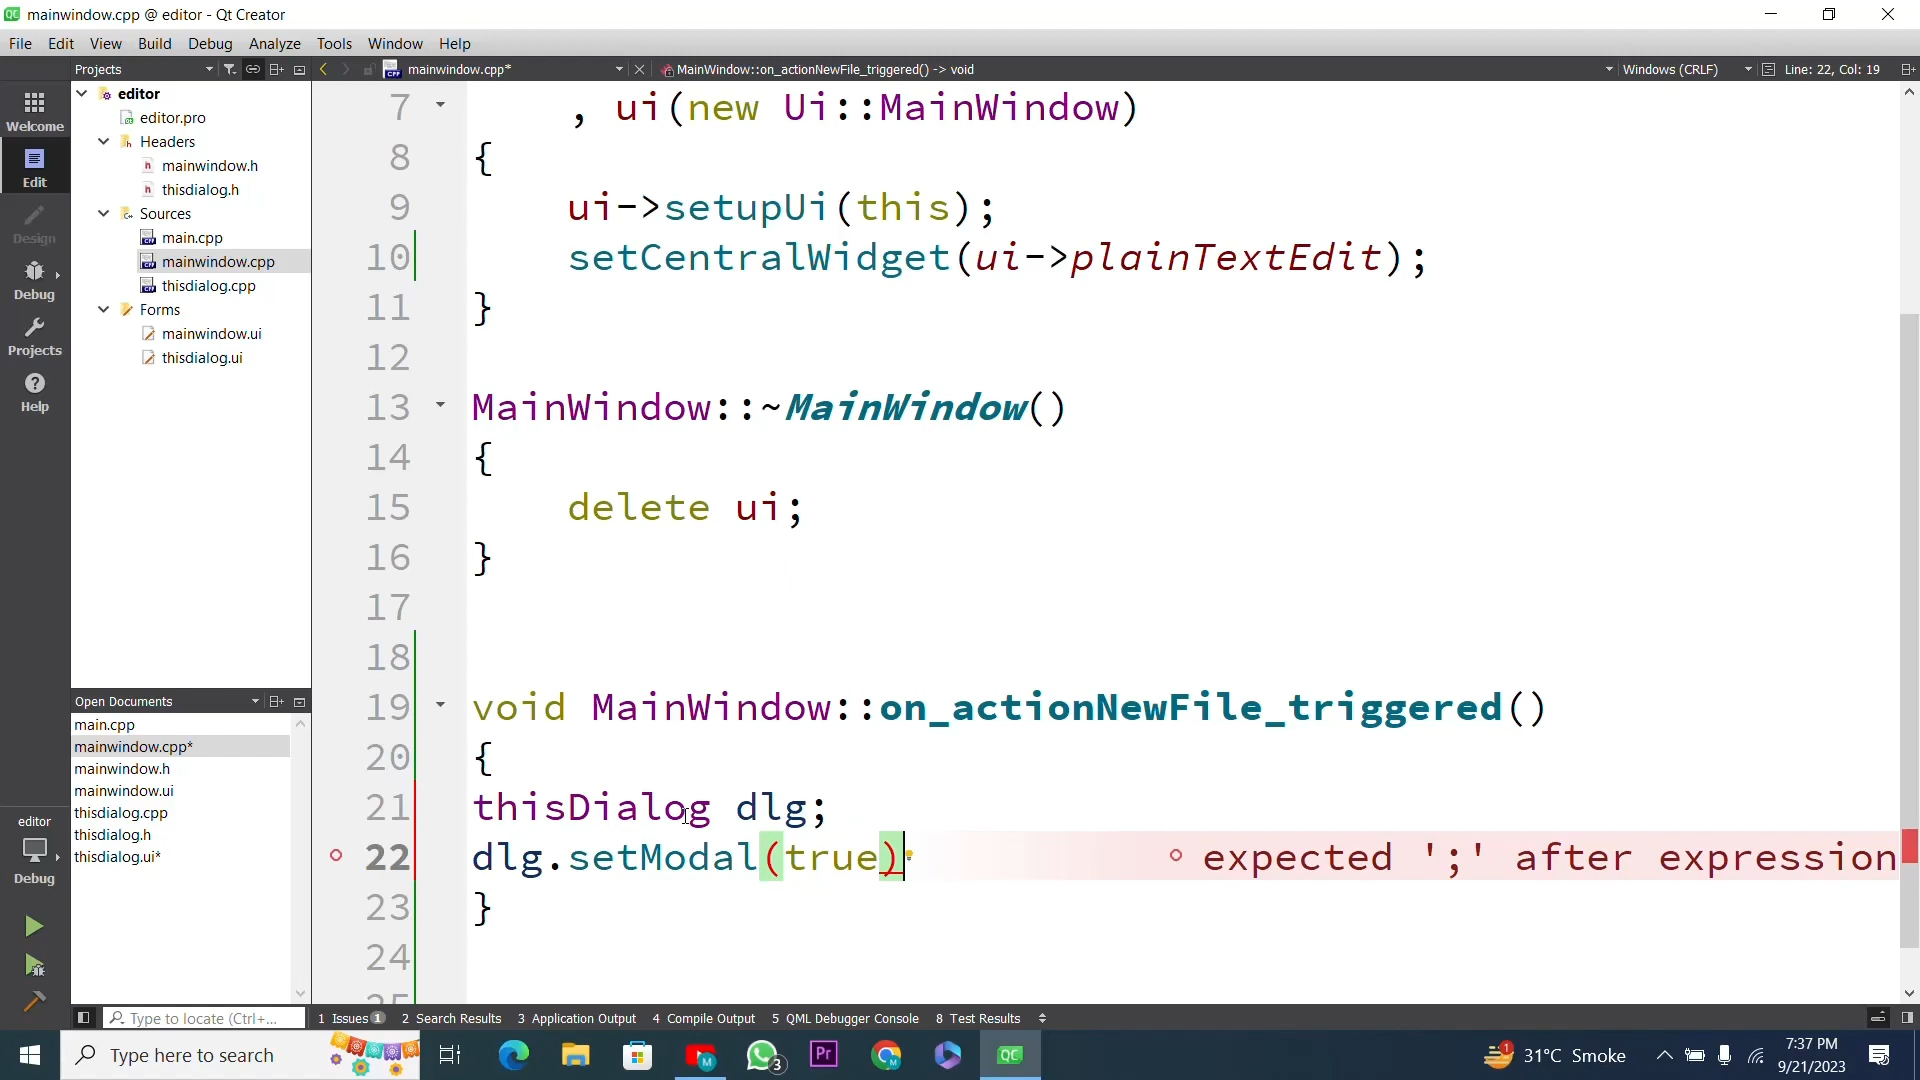 mainwindow.cpp @ editor - Qt Creator
File Edit View Build Debug Analyze Tools Window Help
Projects
mainwindow.cpp*
MainWindow::on_actionNewFile_triggered() -> void
Windows (CRLF)
Line: 22, Col: 19
Welcome
Edit
Design
Debug
Projects
Help
editor
Debug
editor
editor.pro
Headers
mainwindow.h
thisdialog.h
Sources
main.cpp
mainwindow.cpp
thisdialog.cpp
Forms
mainwindow.ui
thisdialog.ui
Open Documents
main.cpp
mainwindow.cpp*
mainwindow.h
mainwindow.ui
thisdialog.cpp
thisdialog.h
thisdialog.ui*
7 , ui(new Ui::MainWindow)
8 {
9 ui->setupUi(this);
10 setCentralWidget(ui->plainTextEdit);
11 }
12
13 MainWindow::~MainWindow()
14 {
15 delete ui;
16 }
17
18
19 void MainWindow::on_actionNewFile_triggered()
20 {
21 thisDialog dlg;
22 dlg.setModal(true) expected ';' after expression
23 }
24
25
Type to locate (Ctrl+...
1 Issues 1 2 Search Results 3 Application Output 4 Compile Output 5 QML Debugger Console 8 Test Results
Type here to search
3
Pr
QC
1
31°C Smoke
7:37 PM
9/21/2023